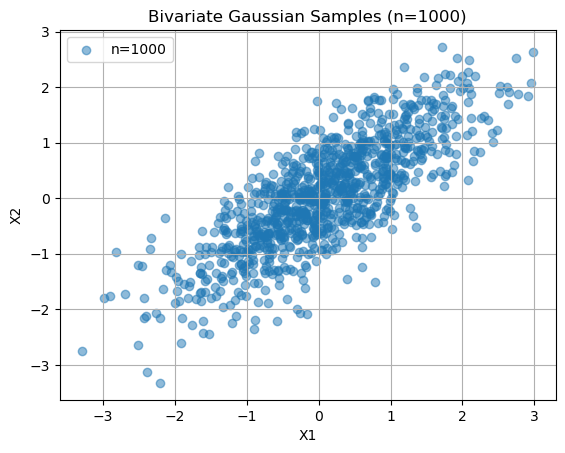 Bivariate Gaussian Samples (n=1000)
n=1000
3
2
1
0
−1
−2
−3
X2
−3 −2 −1 0 1 2 3
X1